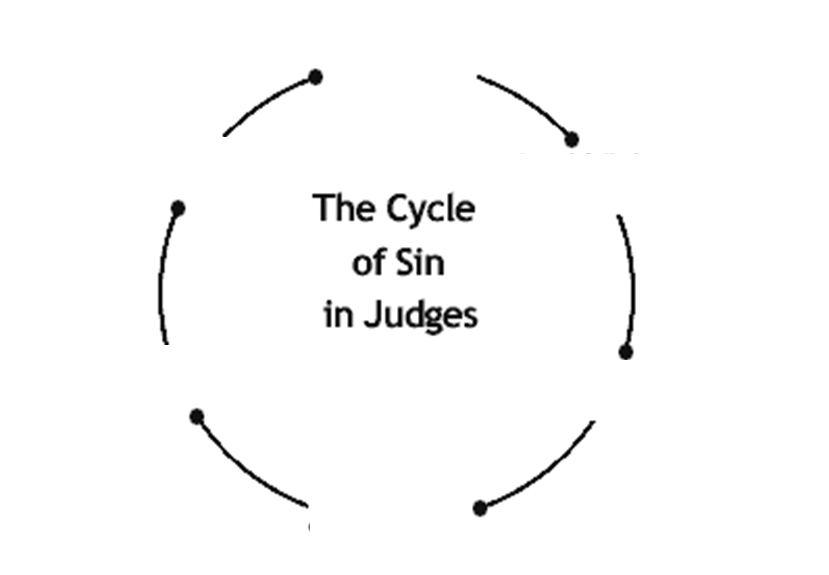 The Cycle
of Sin
in Judges